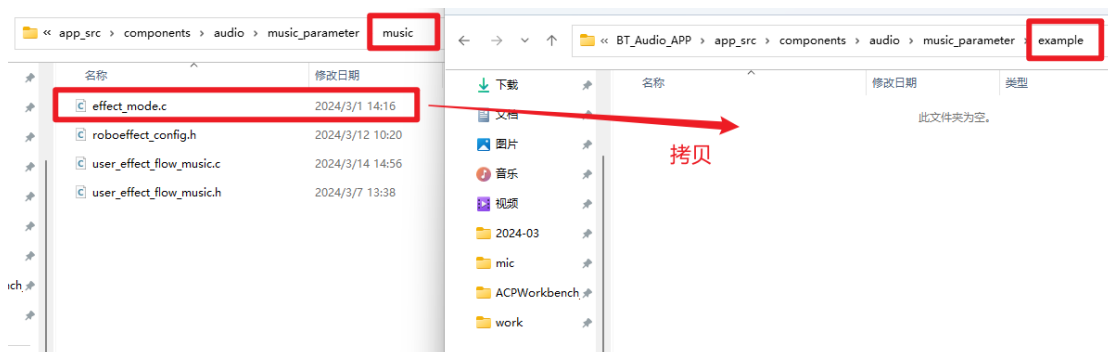 « app_src › components › audio › music_parameter music
名称 修改日期
effect_mode.c 2024/3/1 14:16
roboeffect_config.h 2024/3/12 10:20
user_effect_flow_music.c 2024/3/14 14:56
user_effect_flow_music.h 2024/3/7 13:38
ich
« BT_Audio_APP › app_src › components › audio › music_parameter › example
下载
文档
图片
音乐
视频
2024-03
mic
ACPWorkbench
work
名称 修改日期 类型
此文件夹为空。
拷贝